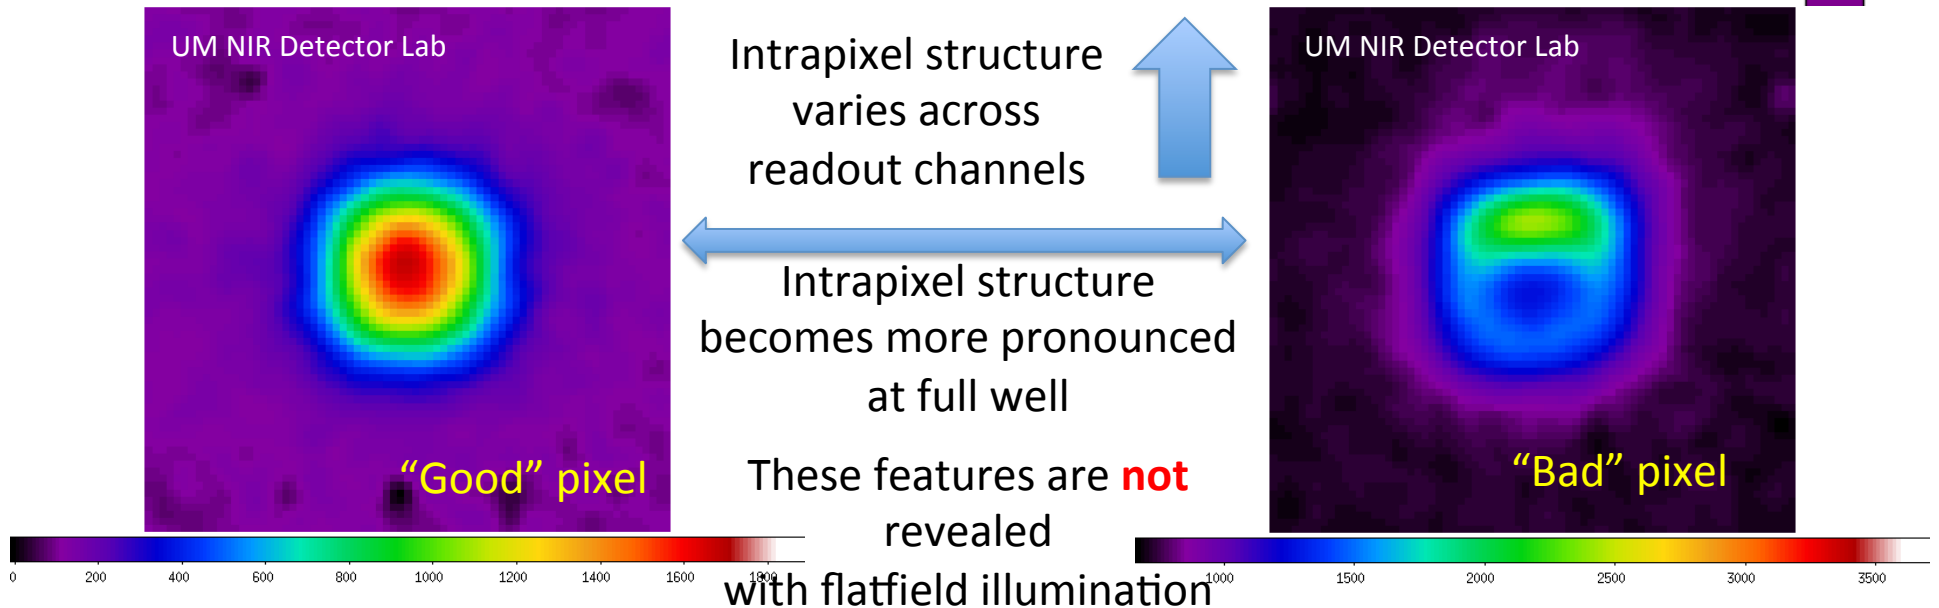 UM NIR Detector Lab
Intrapixel structure
varies across
readout channels
UM NIR Detector Lab
Intrapixel structure
becomes more pronounced
at full well
“Good” pixel
These features are not
revealed
with flatfield illumination
“Bad” pixel
0 200 400 600 800 1000 1200 1400 1600 1800
1000 1500 2000 2500 3000 3500